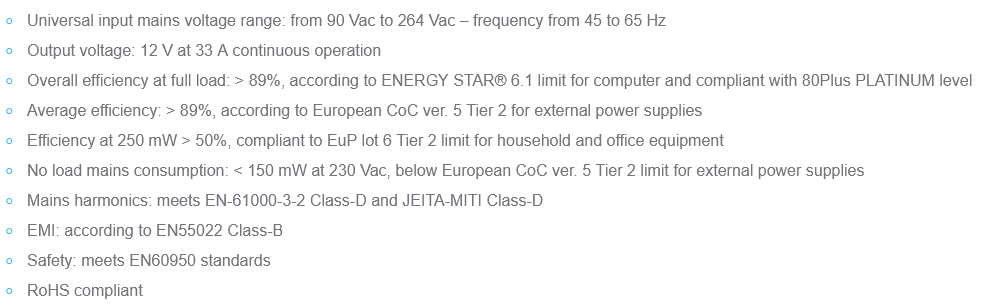 Universal input mains voltage range: from 90 Vac to 264 Vac – frequency from 45 to 65 Hz
Output voltage: 12 V at 33 A continuous operation
Overall efficiency at full load: > 89%, according to ENERGY STAR® 6.1 limit for computer and compliant with 80Plus PLATINUM level
Average efficiency: > 89%, according to European CoC ver. 5 Tier 2 for external power supplies
Efficiency at 250 mW > 50%, compliant to EuP lot 6 Tier 2 limit for household and office equipment
No load mains consumption: < 150 mW at 230 Vac, below European CoC ver. 5 Tier 2 limit for external power supplies
Mains harmonics: meets EN-61000-3-2 Class-D and JEITA-MITI Class-D
EMI: according to EN55022 Class-B
Safety: meets EN60950 standards
RoHS compliant